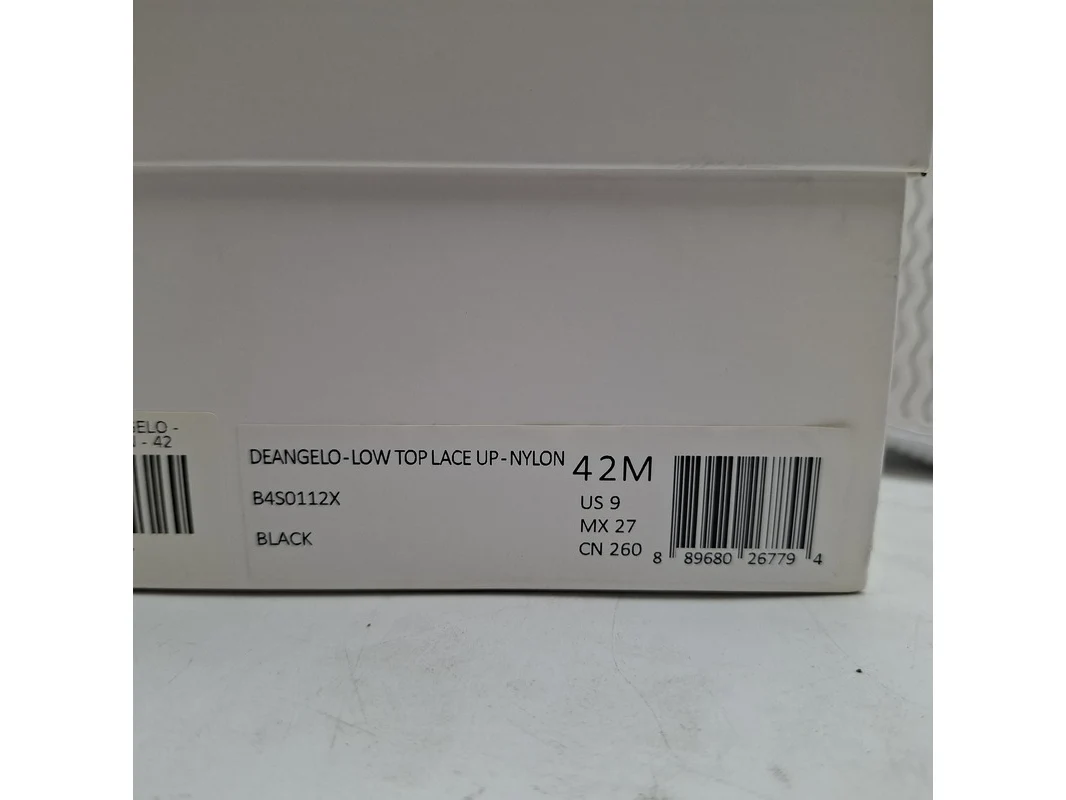 GELO -
N - 42
DEANGELO-LOW TOP LACE UP-NYLON
42M
B4S0112X
US 9
MX 27
BLACK
CN 260
8 89680 26779 4